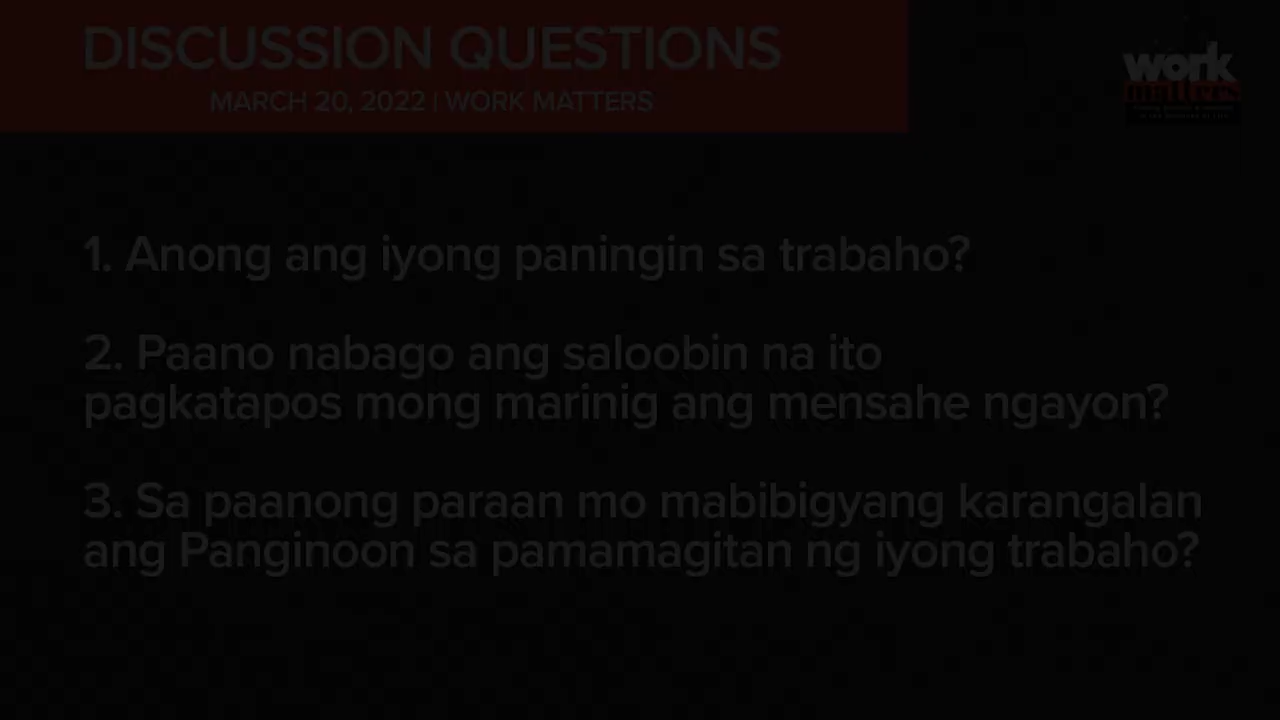 DISCUSSION QUESTIONS
MARCH 20, 2022 | WORK MATTERS
work
matters
1. Anong ang iyong paningin sa trabaho?
2. Paano nabago ang saloobin na ito
pagkatapos mong marinig ang mensahe ngayon?
3. Sa paanong paraan mo mabibigyang karangalan
ang Panginoon sa pamamagitan ng iyong trabaho?